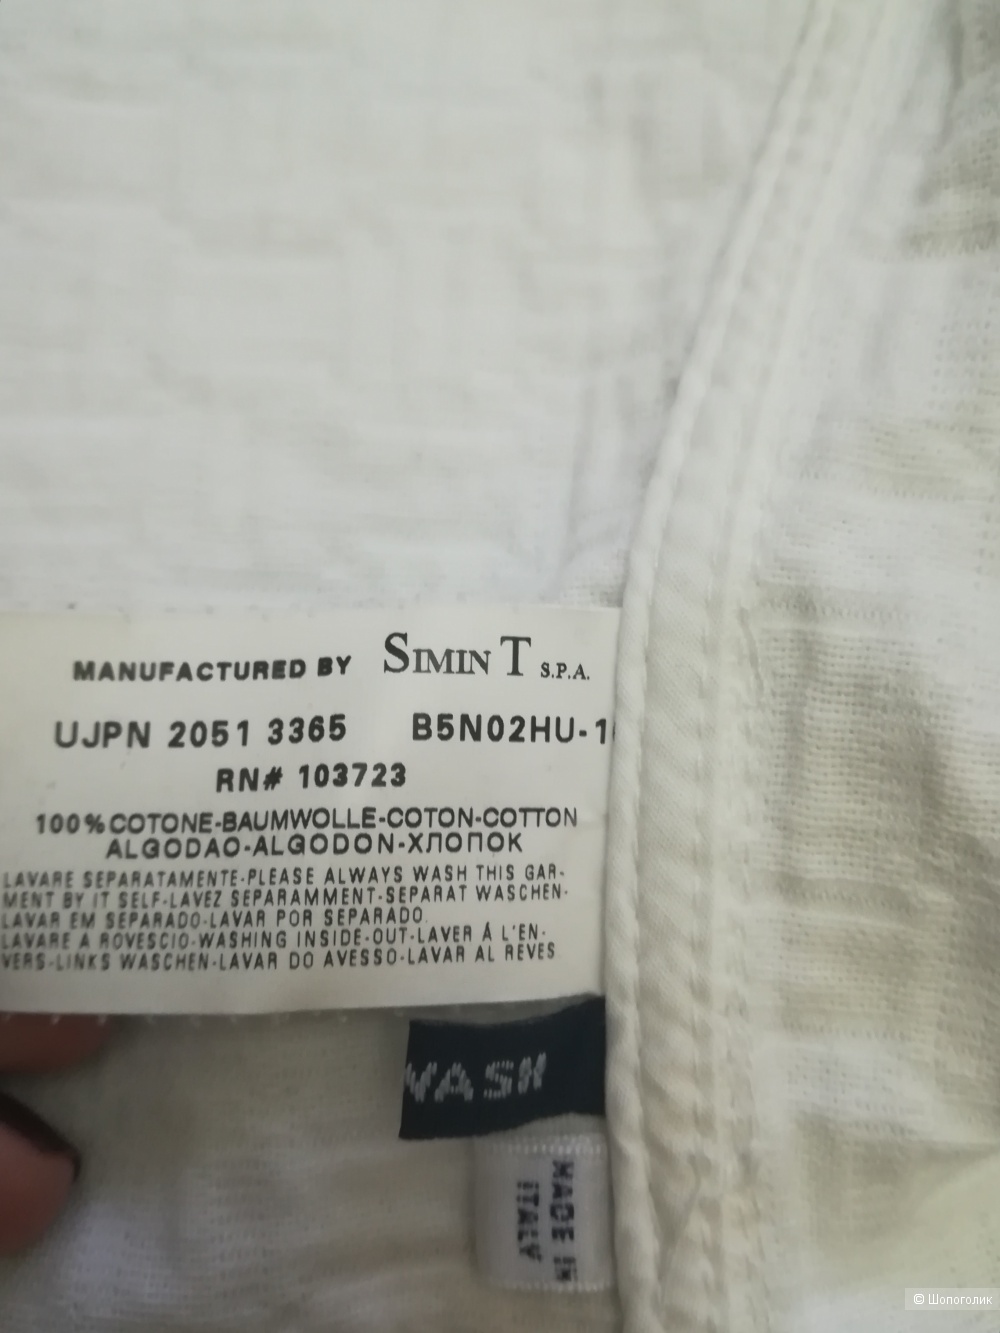 MANUFACTURED BY SIMIN T S.P.A.
UJPN 2051 3365 B5N02HU-1
RN# 103723
100%COTONE-BAUMWOLLE-COTON-COTTON
ALGODAO-ALGODON-ХЛОПОК
LAVARE SEPARATAMENTE-PLEASE ALWAYS WASH THIS GAR-
MENT BY IT SELF-LAVEZ SEPARAMMENT-SEPARAT WASCHEN-
LAVAR EM SEPARADO-LAVAR POR SEPARADO
LAVARE A ROVESCIO-WASHING INSIDE-OUT-LAVER Á L'EN-
VERS-LINKS WASCHEN-LAVAR DO AVESSO-LAVAR AL REVES
WASH
MADE IN
ITALY
© Шопоголик